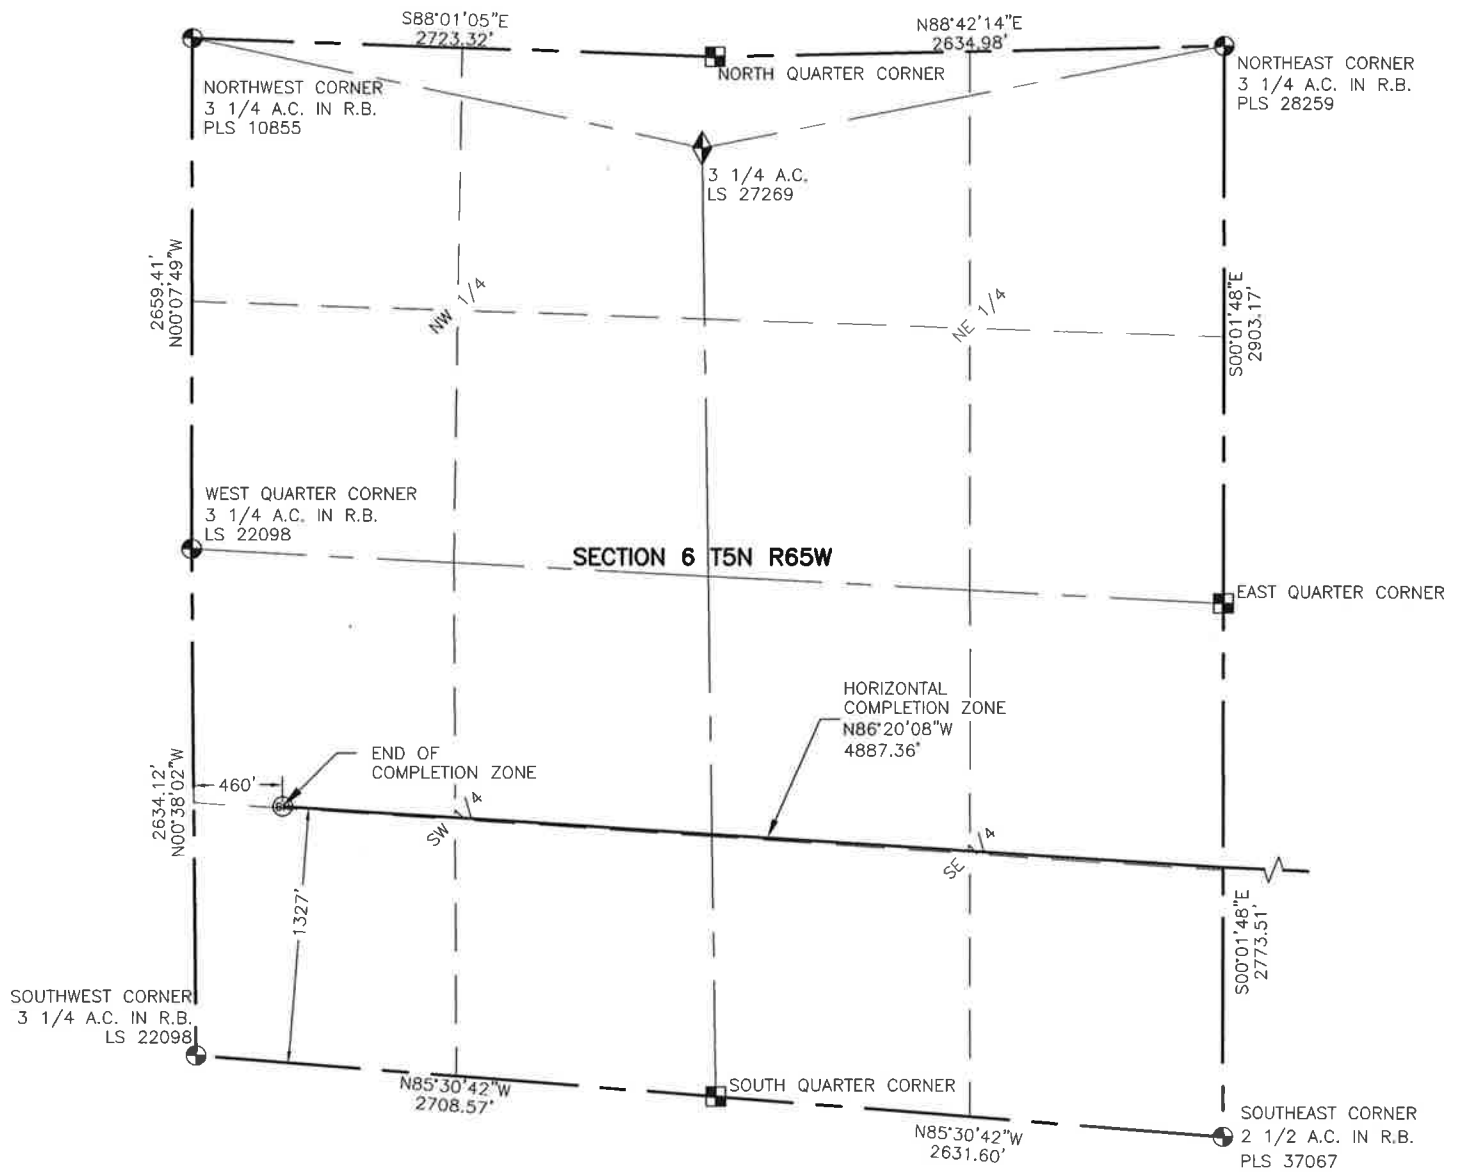 S88°01'05"E
2723.32'
N88°42'14"E
2634.98'
NORTHWEST CORNER
3 1/4 A.C. IN R.B.
PLS 10855
NORTH QUARTER CORNER
NORTHEAST CORNER
3 1/4 A.C. IN R.B.
PLS 28259
3 1/4 A.C.
LS 27269
2659.41'
N00°07'49"W
NW 1/4
NE 1/4
S00°01'48"E
2903.17'
WEST QUARTER CORNER
3 1/4 A.C. IN R.B.
LS 22098
SECTION 6 T5N R65W
EAST QUARTER CORNER
HORIZONTAL
COMPLETION ZONE
N86°20'08"W
4887.36'
END OF
COMPLETION ZONE
460'
2634.12'
N00°38'02"W
SW 1/4
SE 1/4
1327'
S00°01'48"E
2773.51'
SOUTHWEST CORNER
3 1/4 A.C. IN R.B.
LS 22098
N85°30'42"W
2708.57'
SOUTH QUARTER CORNER
N85°30'42"W
2631.60'
SOUTHEAST CORNER
2 1/2 A.C. IN R.B.
PLS 37067